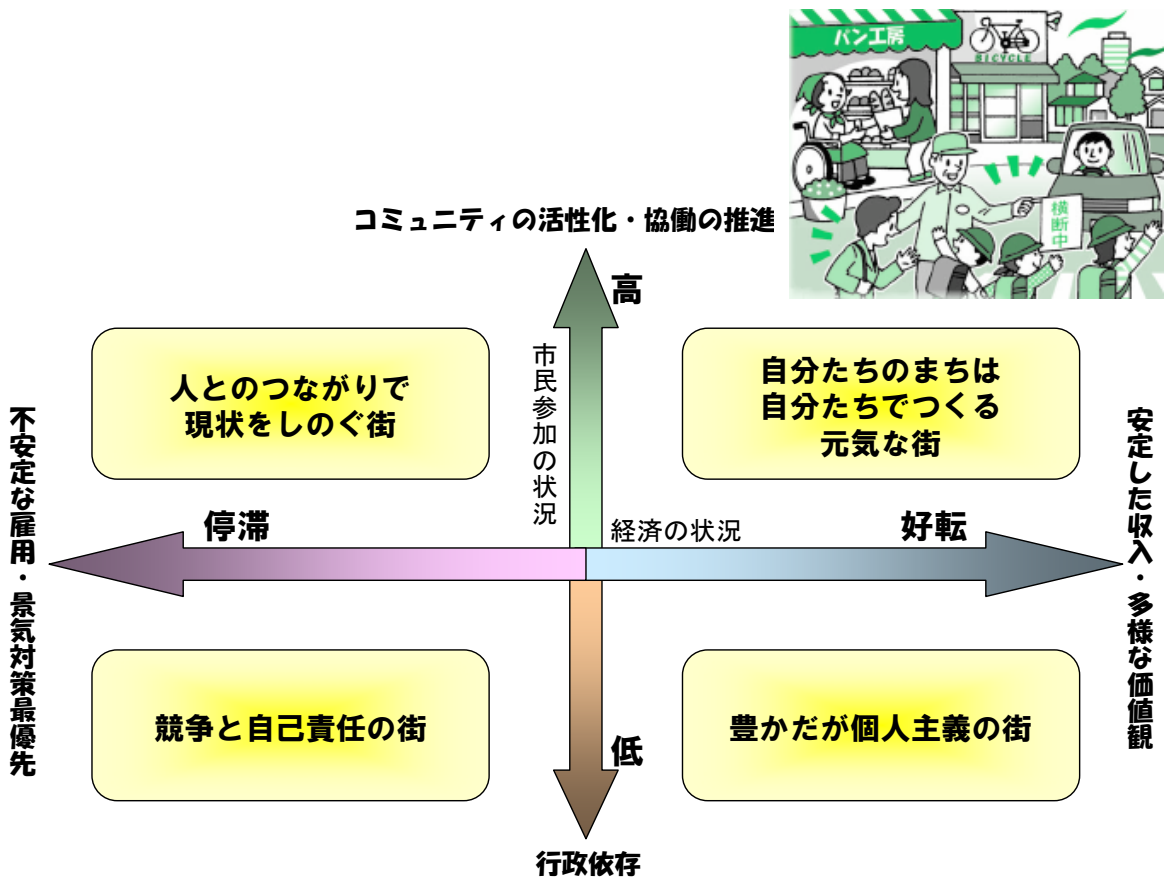 パン工房
BICYCLE
横断中
コミュニティの活性化・協働の推進
高
市民参加の状況
人とのつながりで
現状をしのぐ街
自分たちのまちは
自分たちでつくる
元気な街
不安定な雇用・景気対策最優先
停滞
経済の状況
好転
安定した収入・多様な価値観
競争と自己責任の街
低
豊かだが個人主義の街
行政依存